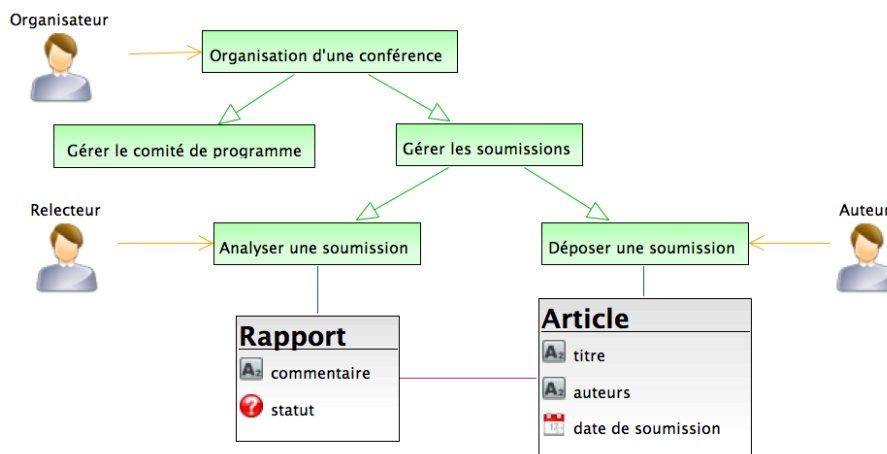 Organisateur
Organisation d'une conférence
Gérer le comité de programme
Gérer les soumissions
Relecteur
Auteur
Analyser une soumission
Déposer une soumission
Rapport
commentaire
statut
Article
titre
auteurs
date de soumission